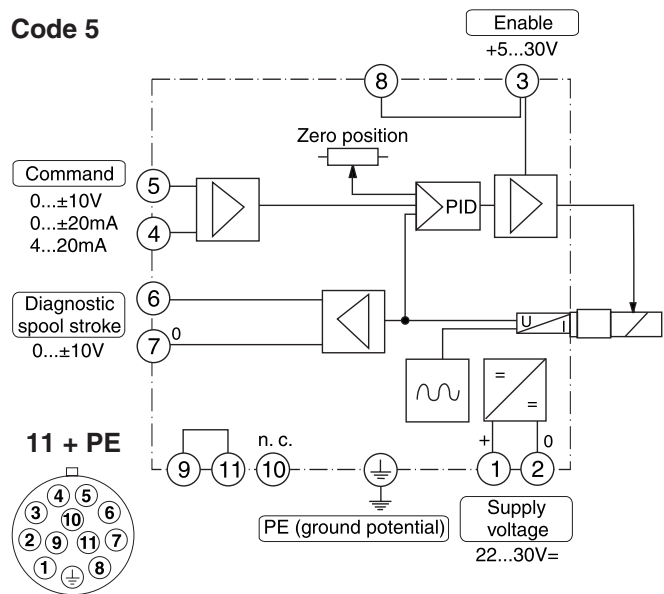 Code 5
Enable
+5...30V
8
3
Zero position
Command
0...±10V
0...±20mA
4...20mA
5
4
PID
Diagnostic
spool stroke
0...±10V
6
7
0
U
I
=
=
11 + PE
n. c.
+
0
9
11
10
1
2
PE (ground potential)
Supply
voltage
22...30V=
4
5
3
10
6
2
9
11
7
1
8